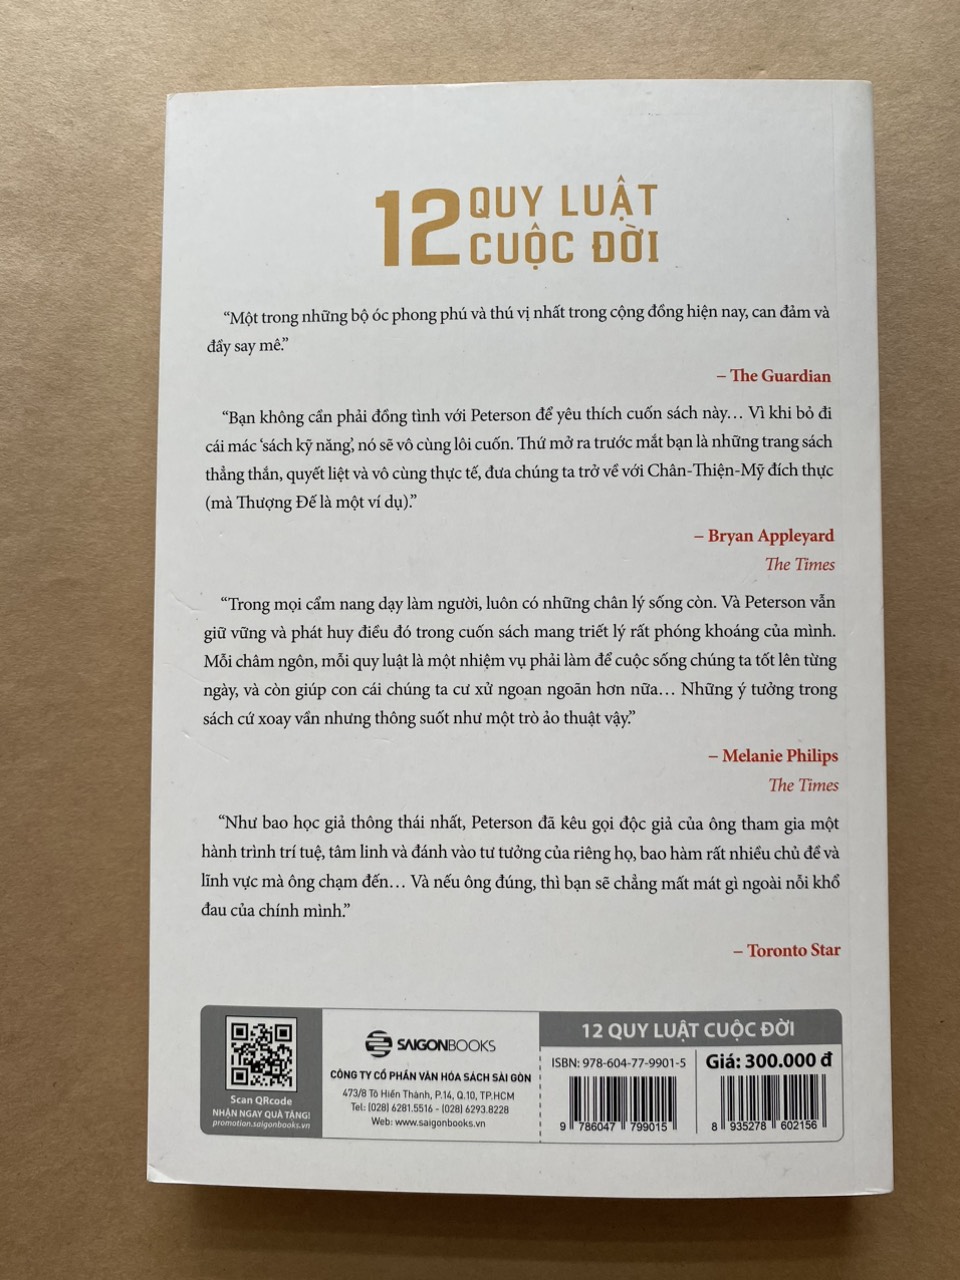 12 QUY LUẬT
CUỘC ĐỜI
“Một trong những bộ óc phong phú và thú vị nhất trong cộng đồng hiện nay, can đảm và
đầy say mê.”
– The Guardian
“Bạn không cần phải đồng tình với Peterson để yêu thích cuốn sách này… Vì khi bỏ đi
cái mác ‘sách kỹ năng’, nó sẽ vô cùng lôi cuốn. Thứ mở ra trước mắt bạn là những trang sách
thẳng thắn, quyết liệt và vô cùng thực tế, đưa chúng ta trở về với Chân-Thiện-Mỹ đích thực
(mà Thượng Đế là một ví dụ).”
– Bryan Appleyard
The Times
“Trong mọi cẩm nang dạy làm người, luôn có những chân lý sống còn. Và Peterson vẫn
giữ vững và phát huy điều đó trong cuốn sách mang triết lý rất phóng khoáng của mình.
Mỗi châm ngôn, mỗi quy luật là một nhiệm vụ phải làm để cuộc sống chúng ta tốt lên từng
ngày, và còn giúp con cái chúng ta cư xử ngoan ngoãn hơn nữa… Những ý tưởng trong
sách cứ xoay vần nhưng thông suốt như một trò ảo thuật vậy.”
– Melanie Philips
The Times
“Như bao học giả thông thái nhất, Peterson đã kêu gọi độc giả của ông tham gia một
hành trình trí tuệ, tâm linh và đánh vào tư tưởng của riêng họ, bao hàm rất nhiều chủ đề và
lĩnh vực mà ông chạm đến… Và nếu ông đúng, thì bạn sẽ chẳng mất mát gì ngoài nỗi khổ
đau của chính mình.”
– Toronto Star
Scan QRcode
NHẬN NGAY QUÀ TẶNG!
promotion.saigonbooks.vn
SAIGONBOOKS
CÔNG TY CỔ PHẦN VĂN HÓA SÁCH SÀI GÒN
473/8 Tô Hiến Thành, P.14, Q.10, TP.HCM
Tel: (028) 6281.5516 - (028) 6293.8228
Web: www.saigonbooks.vn
12 QUY LUẬT CUỘC ĐỜI
ISBN: 978-604-77-9901-5
9 786047 799015
Giá: 300.000 đ
8 935278 602156